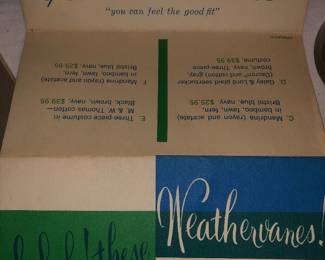 "you can feel the good fit"
C. Mandrina (rayon and acetate)
in bamboo, fawn, fern,
Bristol blue, navy. $25.95
D. Galey & Lord plaid seersucker
(Dacron* and cotton) gray,
brown, navy. Three-piece
costume. $39.95
E. Three piece costume in
M & W Thomas cotton—
Black, brown, navy. $39.95
F. Mandrina (rayon and acetate)
in bamboo, fawn, fern,
Bristol blue, navy. $29.95
these
Weathervanes!